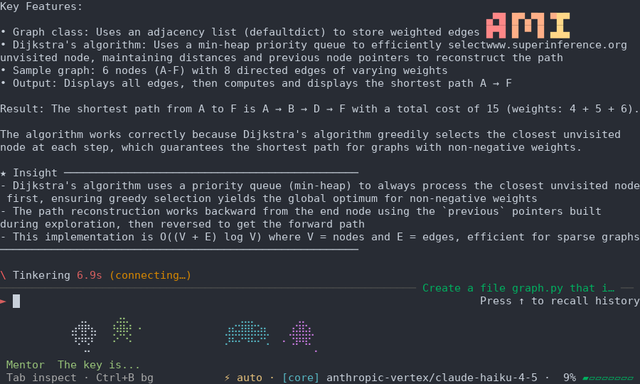 Key Features:
AMI
• Graph class: Uses an adjacency list (defaultdict) to store weighted edges
• Dijkstra's algorithm: Uses a min-heap priority queue to efficiently selectwww.superinference.org
unvisited node, maintaining distances and previous node pointers to reconstruct the path
• Sample graph: 6 nodes (A-F) with 8 directed edges of varying weights
• Output: Displays all edges, then computes and displays the shortest path A → F
Result: The shortest path from A to F is A → B → D → F with a total cost of 15 (weights: 4 + 5 + 6).
The algorithm works correctly because Dijkstra's algorithm greedily selects the closest unvisited
node at each step, which guarantees the shortest path for graphs with non-negative weights.
★ Insight
- Dijkstra's algorithm uses a priority queue (min-heap) to always process the closest unvisited node
first, ensuring greedy selection yields the global optimum for non-negative weights
- The path reconstruction works backward from the end node using the `previous` pointers built
during exploration, then reversed to get the forward path
- This implementation is O((V + E) log V) where V = nodes and E = edges, efficient for sparse graphs
\ Tinkering 6.9s (connecting…)
Create a file graph.py that i…
► Press ↑ to recall history
Mentor The key is...
Tab inspect · Ctrl+B bg ⚡ auto · [core] anthropic-vertex/claude-haiku-4-5 · 9%